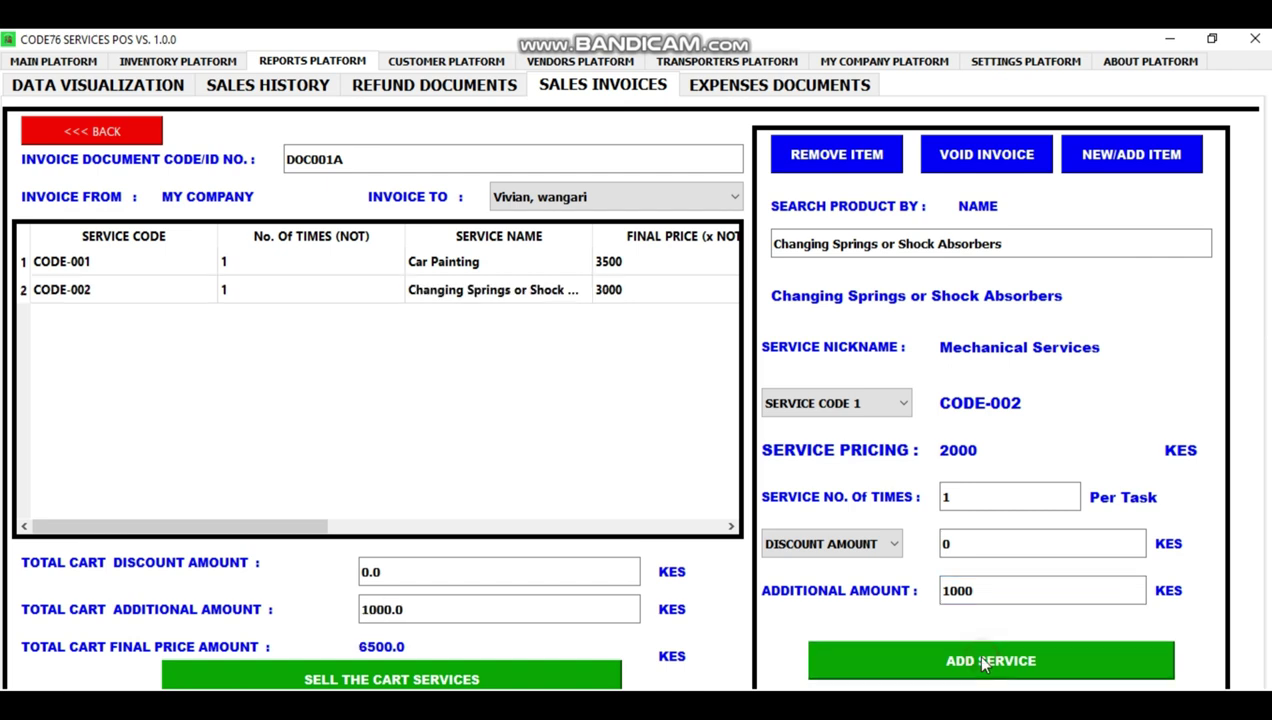 CODE76 SERVICES POS VS. 1.0.0
www.BANDICAM.com
MAIN PLATFORM INVENTORY PLATFORM REPORTS PLATFORM CUSTOMER PLATFORM VENDORS PLATFORM TRANSPORTERS PLATFORM MY COMPANY PLATFORM SETTINGS PLATFORM ABOUT PLATFORM
DATA VISUALIZATION SALES HISTORY REFUND DOCUMENTS SALES INVOICES EXPENSES DOCUMENTS
<<< BACK
INVOICE DOCUMENT CODE/ID NO. : DOC001A
INVOICE FROM : MY COMPANY INVOICE TO : Vivian, wangari
SERVICE CODE No. Of TIMES (NOT) SERVICE NAME FINAL PRICE (x NOT
1 CODE-001 1 Car Painting 3500
2 CODE-002 1 Changing Springs or Shock ... 3000
TOTAL CART DISCOUNT AMOUNT : 0.0 KES
TOTAL CART ADDITIONAL AMOUNT : 1000.0 KES
TOTAL CART FINAL PRICE AMOUNT : 6500.0 KES
SELL THE CART SERVICES
REMOVE ITEM VOID INVOICE NEW/ADD ITEM
SEARCH PRODUCT BY : NAME
Changing Springs or Shock Absorbers
Changing Springs or Shock Absorbers
SERVICE NICKNAME : Mechanical Services
SERVICE CODE 1 CODE-002
SERVICE PRICING : 2000 KES
SERVICE NO. Of TIMES : 1 Per Task
DISCOUNT AMOUNT 0 KES
ADDITIONAL AMOUNT : 1000 KES
ADD SERVICE